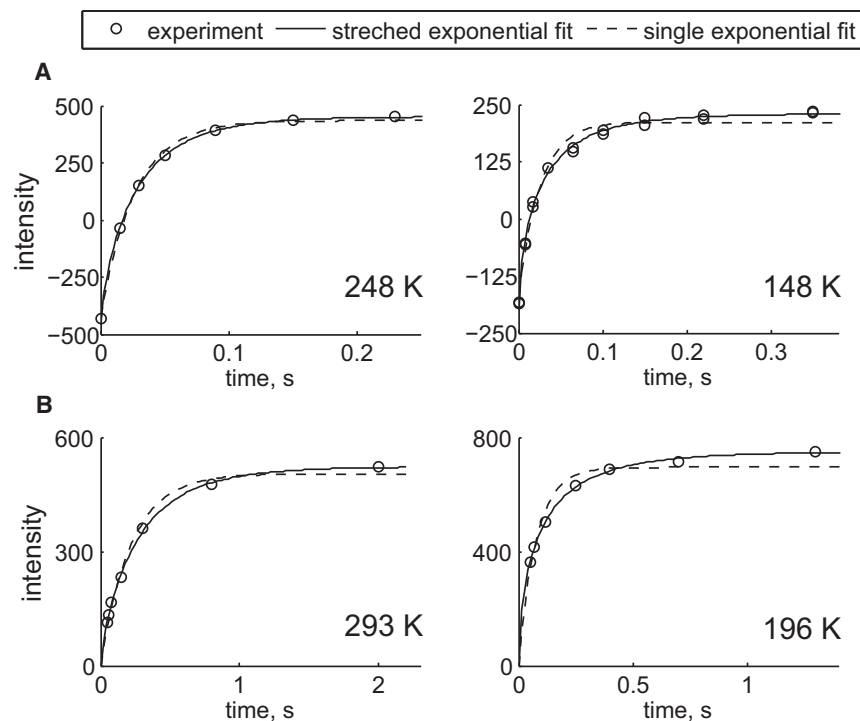 experiment streched exponential fit single exponential fit
A
500
250
0
−250
−500
intensity
248 K
0 0.1 0.2
time, s
250
125
0
−125
−250
148 K
0 0.1 0.2 0.3
time, s
B
600
300
0
intensity
293 K
0 1 2
time, s
800
400
0
196 K
0 0.5 1
time, s